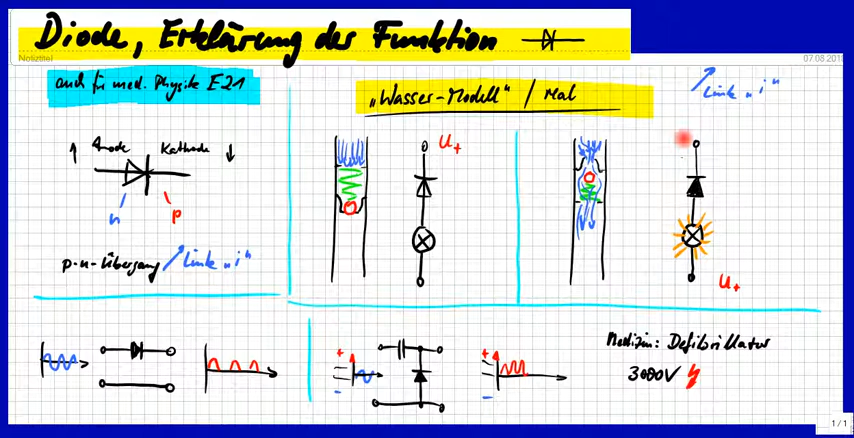 Diode, Erklärung der Funktion
Notiztitel
07.08.201
auch für med. Physik E21
„Wasser-Modell" / real
Link „i"
Anode Kathode
n p
p-n-Übergang Link „i"
U+
U+
+
-
+
-
Medizin: Defibrillator
3000V
1/1